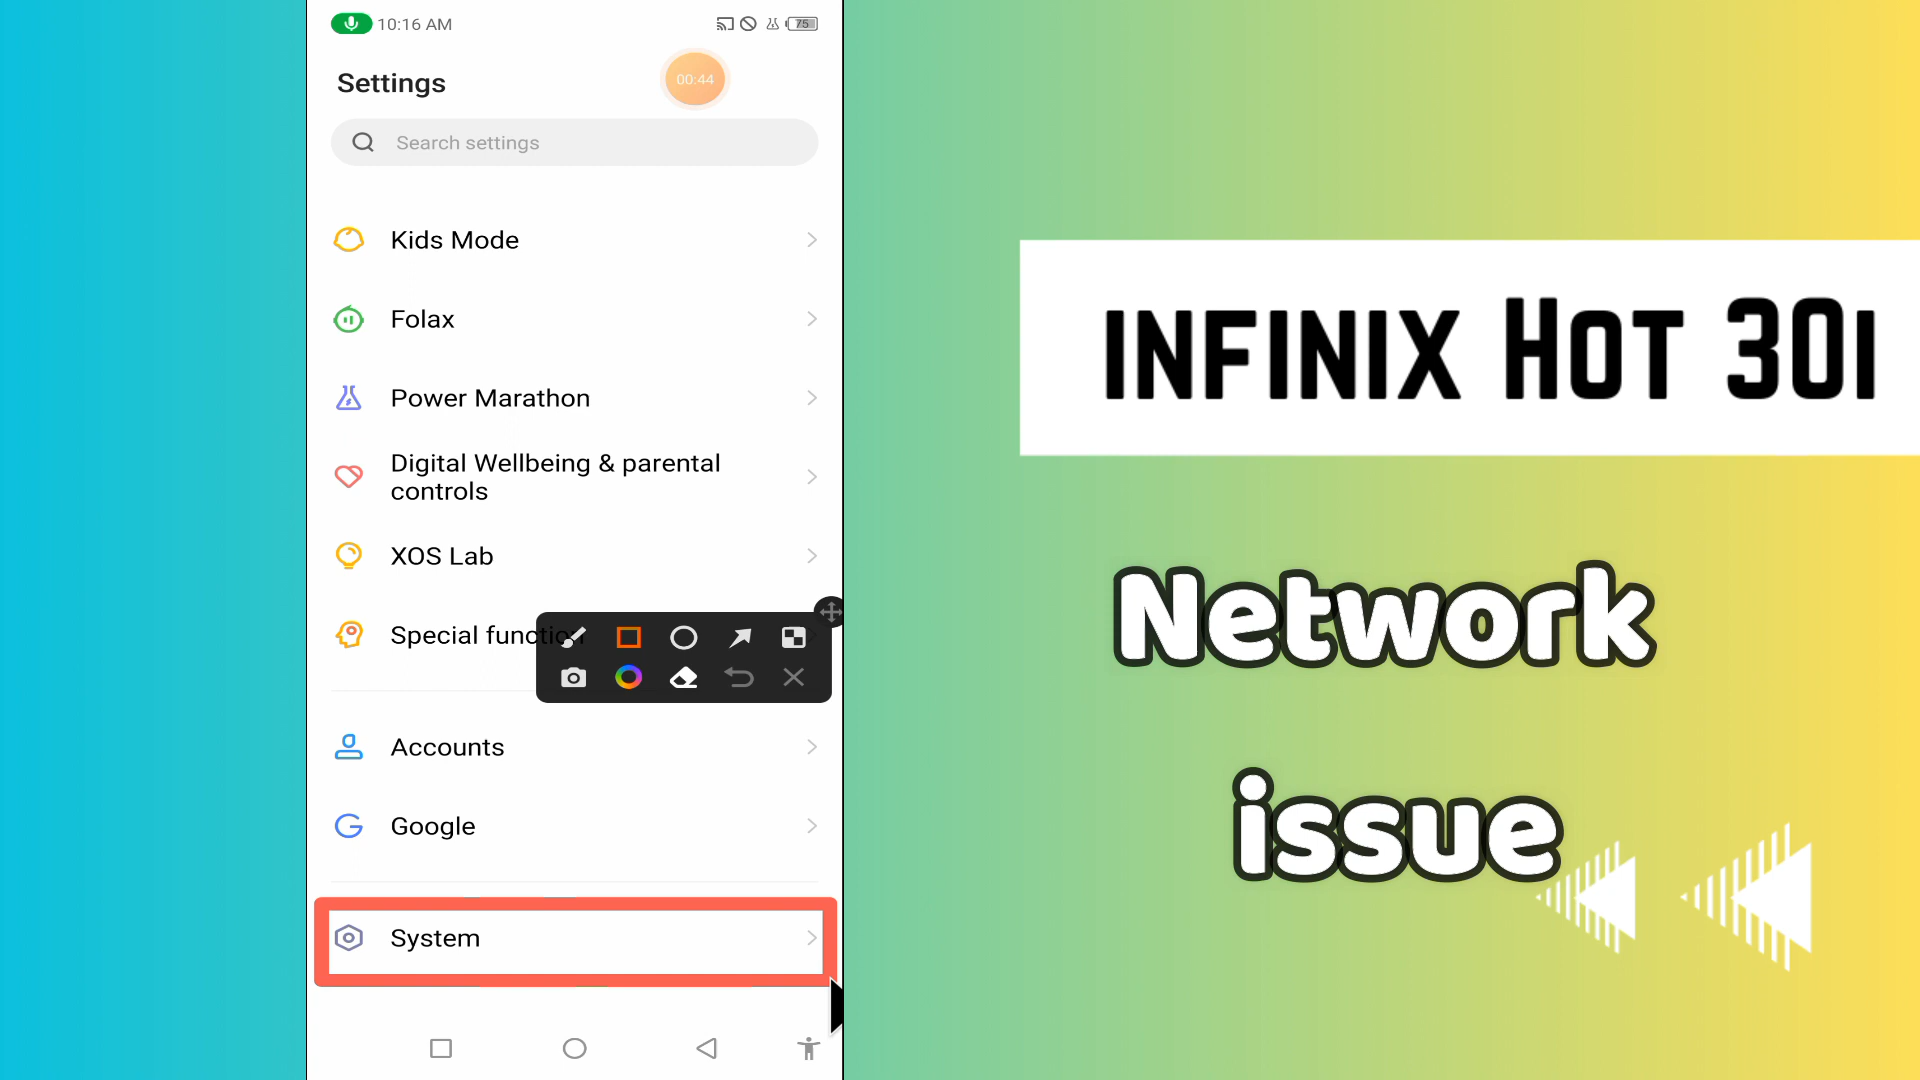 10:16 AM
75
Settings
00:44
Search settings
Kids Mode
Folax
Power Marathon
Digital Wellbeing & parental
controls
XOS Lab
Special function
Accounts
Google
System
INFINIX HOT 30i
Network
issue